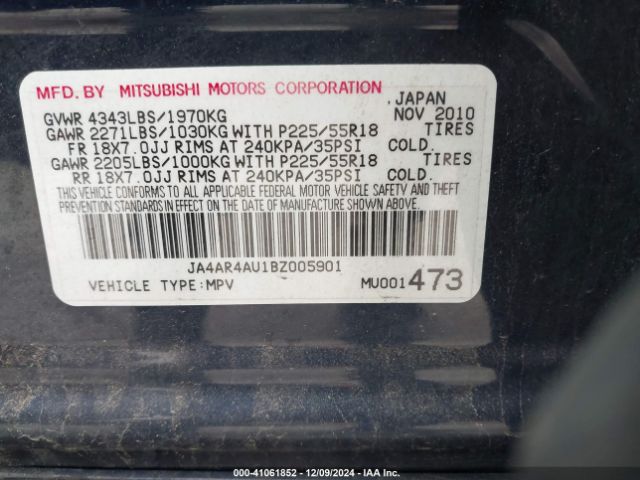 MFD. BY MITSUBISHI MOTORS CORPORATION
, JAPAN
GVWR 4343LBS/1970KG NOV 2010
GAWR 2271LBS/1030KG WITH P225/55R18 TIRES
FR 18X7.0JJ RIMS AT 240KPA/35PSI COLD.
GAWR 2205LBS/1000KG WITH P225/55R18 TIRES
RR 18X7.0JJ RIMS AT 240KPA/35PSI COLD.
THIS VEHICLE CONFORMS TO ALL APPLICABLE FEDERAL MOTOR VEHICLE SAFETY AND THEFT
PREVENTION STANDARDS IN EFFECT ON THE DATE OF MANUFACTURE SHOWN ABOVE.
JA4AR4AU1BZ005901
VEHICLE TYPE:MPV MU001473
000-41061852 - 12/09/2024 - IAA Inc.